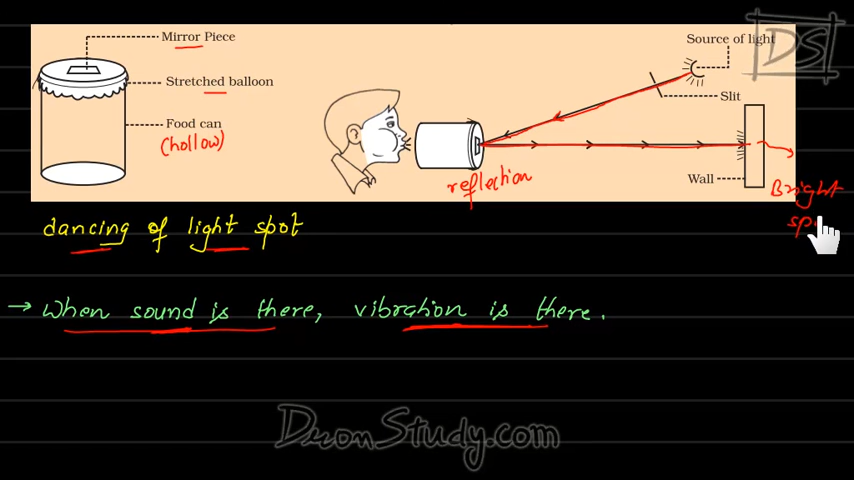 Mirror Piece
Stretched balloon
Food can
(hollow)
Source of light
Slit
Wall
reflection
Bright
DS
dancing of light spot
→ When sound is there, vibration is there.
DronStudy.com